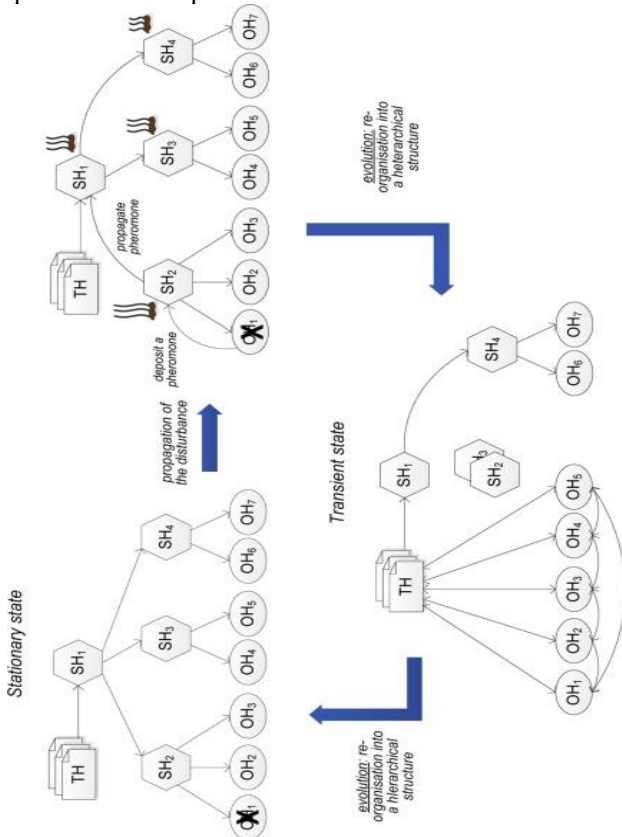 Stationary state
TH
SH₁
SH₂
SH₃
SH₄
OH₂
OH₃
OH₄
OH₅
OH₆
OH₇
propagation of
the disturbance
TH
SH₁
propagate
pheromone
deposit a
pheromone
SH₂
SH₃
SH₄
OH₂
OH₃
OH₄
OH₅
OH₆
OH₇
evolution: re-
organisation into
a heterarchical
structure
Transient state
TH
SH₁
SH₂
SH₄
OH₁
OH₂
OH₃
OH₄
OH₅
OH₆
OH₇
evolution: re-
organisation into
a hierarchical
structure